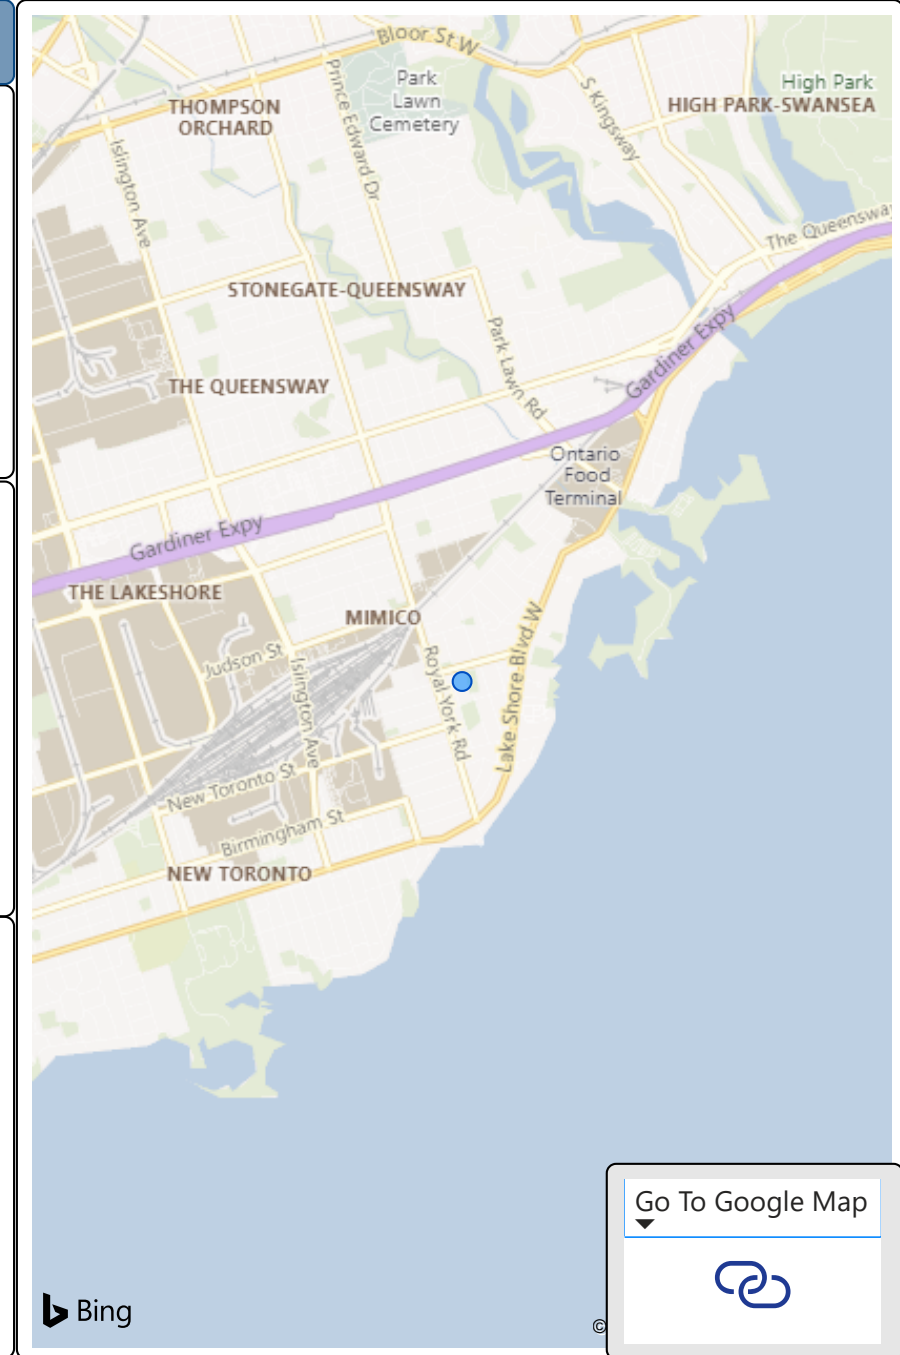 Bloor St W
Park
Lawn
Cemetery
High Park
HIGH PARK-SWANSEA
THOMPSON
ORCHARD
Prince Edward Dr
S Kingsway
Islington Ave
The Queensway
STONEGATE-QUEENSWAY
Park Lawn Rd
Gardiner Expy
THE QUEENSWAY
Ontario
Food
Terminal
Gardiner Expy
THE LAKESHORE
MIMICO
Judson St
Islington Ave
Royal York Rd
Lake Shore Blvd W
New Toronto St
Birmingham St
NEW TORONTO
Go To Google Map
Bing
©